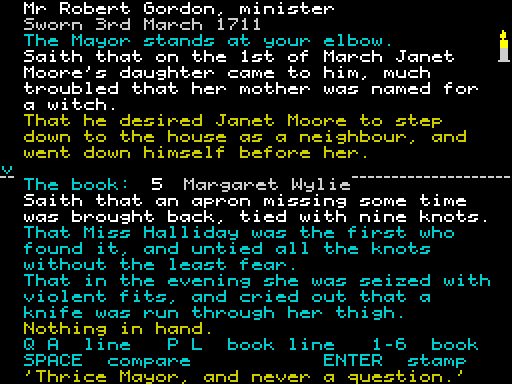 Mr Robert Gordon, minister
Sworn 3rd March 1711
The Mayor stands at your elbow.
Saith that on the 1st of March Janet
Moore's daughter came to him, much
troubled that her mother was named for
a witch.
That he desired Janet Moore to step
down to the house as a neighbour, and
went down himself before her.
v
The book: 5 Margaret Wylie
Saith that an apron missing some time
was brought back, tied with nine knots.
That Miss Halliday was the first who
found it, and untied all the knots
without the least fear.
That in the evening she was seized with
violent fits, and cried out that a
knife was run through her thigh.
Nothing in hand.
Q A line P L book line 1-6 book
SPACE compare ENTER stamp
'Thrice Mayor, and never a question.'